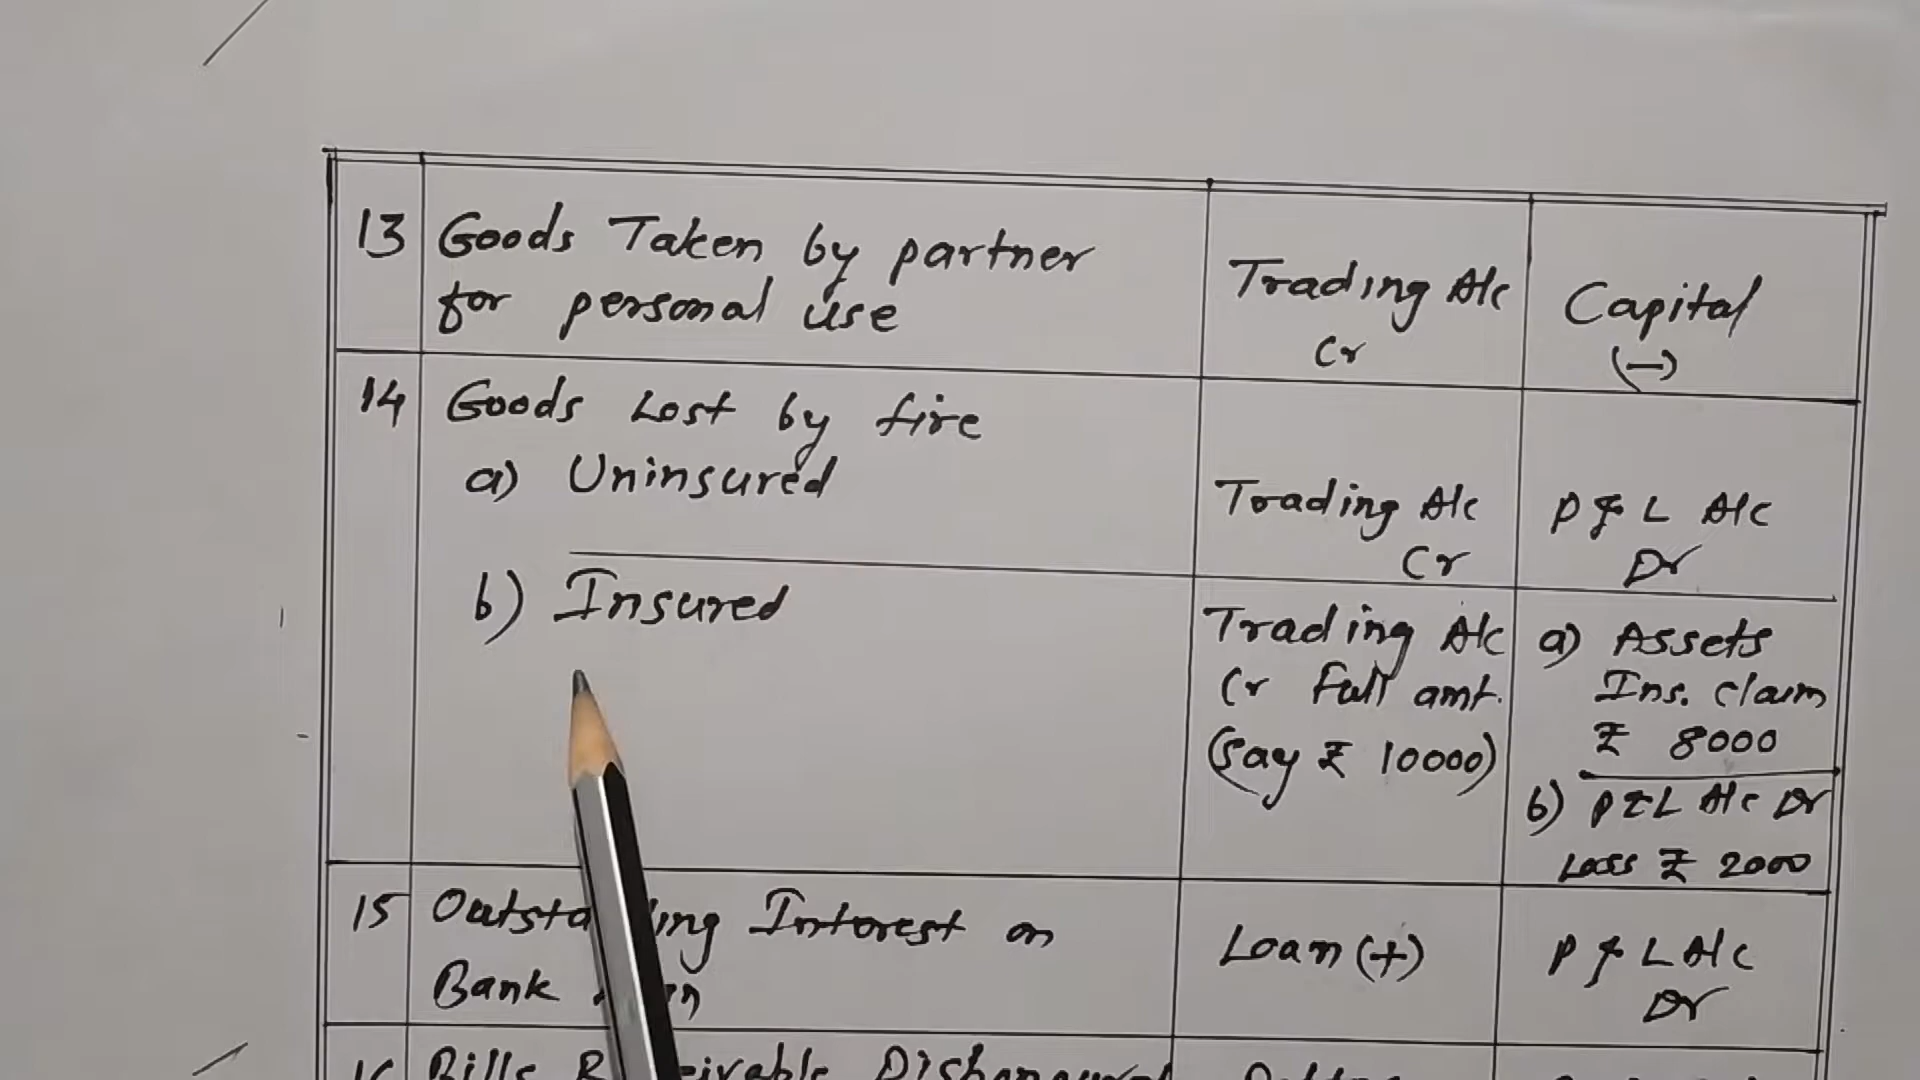 13 Goods Taken by partner
for personal use
Trading A/c
Cr
Capital
(-)
14 Goods Lost by fire
a) Uninsured
Trading A/c
Cr
P & L A/c
Dr
b) Insured
Trading A/c
Cr full amt.
(Say ₹ 10000)
a) Assets
Ins. claim
₹ 8000
b) P & L A/c Dr
Loss ₹ 2000
15 Interest on
Bank
Loan (+)
P & L A/c
Dr
Bills